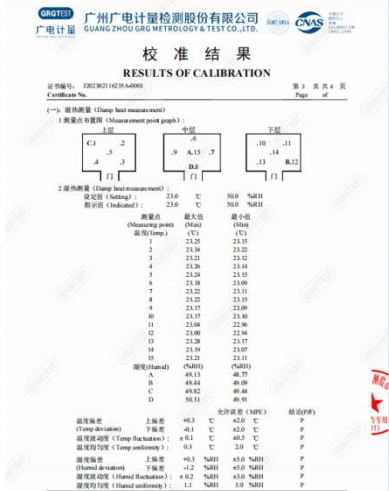 GRGTEST
广电计量
广州广电计量检测股份有限公司
GUANG ZHOU GRG METROLOGY & TEST CO.,LTD.
CNAS
校 准 结 果
RESULTS OF CALIBRATION
证书编号: J202302116235A-0001 第 3 页 共 4 页
Certificate No. Page of
(一): 湿热测量 (Damp heat measurement)
1 测量点布置图 (Measurement point graph):
上层 中层 下层
C.1 .2 .6 .10 .11
.5 .9 A.15 .7 .14
.4 .3 D.8 .13 B.12
门 门 门
2 湿热测量 (Damp heat measurement):
设定值 (Setting): 23.0 ℃ 50.0 %RH
指示值 (Indicated): 23.0 ℃ 50.0 %RH
测量点 最大值 最小值
(Measuring point) (Max) (Min)
温度(Temp.) (℃) (℃)
1 23.25 23.15
2 23.34 23.22
3 23.21 23.12
4 23.26 23.14
5 23.24 23.15
6 23.18 23.09
7 23.22 23.11
8 23.22 23.15
9 23.17 23.09
10 23.17 23.10
11 23.04 22.96
12 23.00 22.94
13 23.28 23.17
14 23.19 23.07
15 23.21 23.11
湿度(Humid) (%RH) (%RH)
A 49.13 48.77
B 49.44 49.09
C 49.82 49.44
D 50.31 49.91
允许误差 (MPE) 结论(P/F)
温度偏差 上偏差 +0.3 ℃ ±2.0 ℃ P
(Temp deviation) 下偏差 -0.1 ℃ ±2.0 ℃ P
温度波动度 (Temp fluctuation): ± 0.1 ℃ ±0.5 ℃ P
温度均匀度 (Temp uniformity): 0.3 ℃ 2.0 ℃ P
湿度偏差 上偏差 +0.3 %RH ±5.0 %RH P
(Humid deviation) 下偏差 -1.2 %RH ±5.0 %RH P
湿度波动度 (Humid fluctuation): ± 0.2 %RH ±3.0 %RH P
湿度均匀度 (Humid uniformity): 1.1 %RH 5.0 %RH P